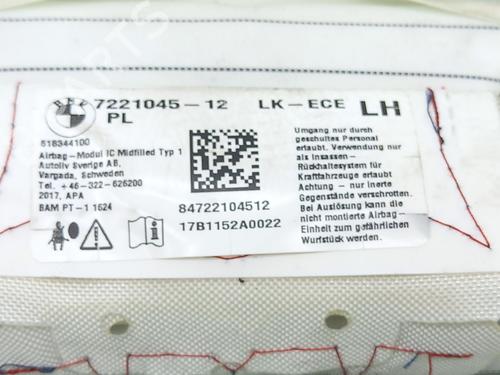 BMW
7221045-12 LK-ECE LH
PL
618344100
Airbag-Modul IC Midfilled Typ 1
Autoliv Sverige AB,
Vargada, Schweden
Tel. +46-322-626200
2017, APA
BAM PT-1 1624
84722104512
17B1152A0022
Umgang nur durch
geschultes Personal
erlaubt. Verwendung nur
als Insassen-
Rückhaltesystem für
Kraftfahrzeuge erlaubt
Achtung - nur inerte
Gegenstände verschrotten.
Bei Auslösung kann die
nicht montierte Airbag-
Einheit zum gefährlichen
Wurfstück werden.